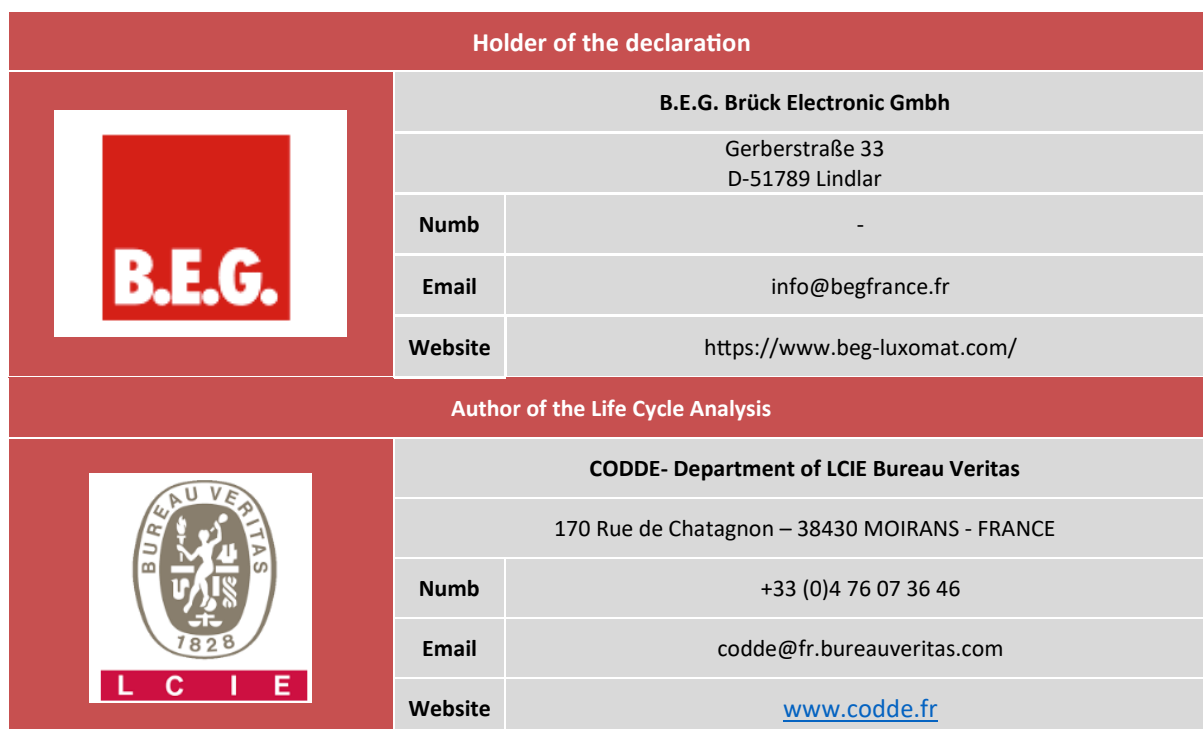 Holder of the declaration
B.E.G.
B.E.G. Brück Electronic Gmbh
Gerberstraße 33
D-51789 Lindlar
Numb -
Email info@begfrance.fr
Website https://www.beg-luxomat.com/
Author of the Life Cycle Analysis
BUREAU VERITAS
1828
L C I E
CODDE- Department of LCIE Bureau Veritas
170 Rue de Chatagnon – 38430 MOIRANS - FRANCE
Numb +33 (0)4 76 07 36 46
Email codde@fr.bureauveritas.com
Website www.codde.fr